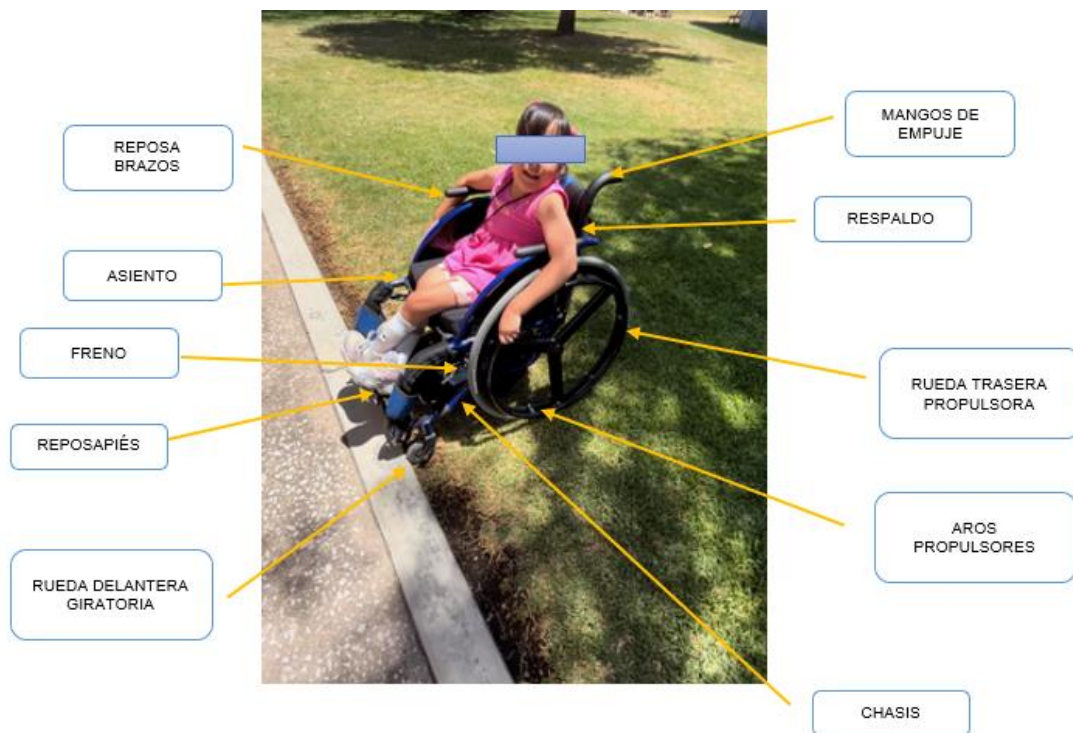 REPOSA
BRAZOS
ASIENTO
FRENO
REPOSAPIÉS
RUEDA DELANTERA
GIRATORIA
MANGOS DE
EMPUJE
RESPALDO
RUEDA TRASERA
PROPULSORA
AROS
PROPULSORES
CHASIS